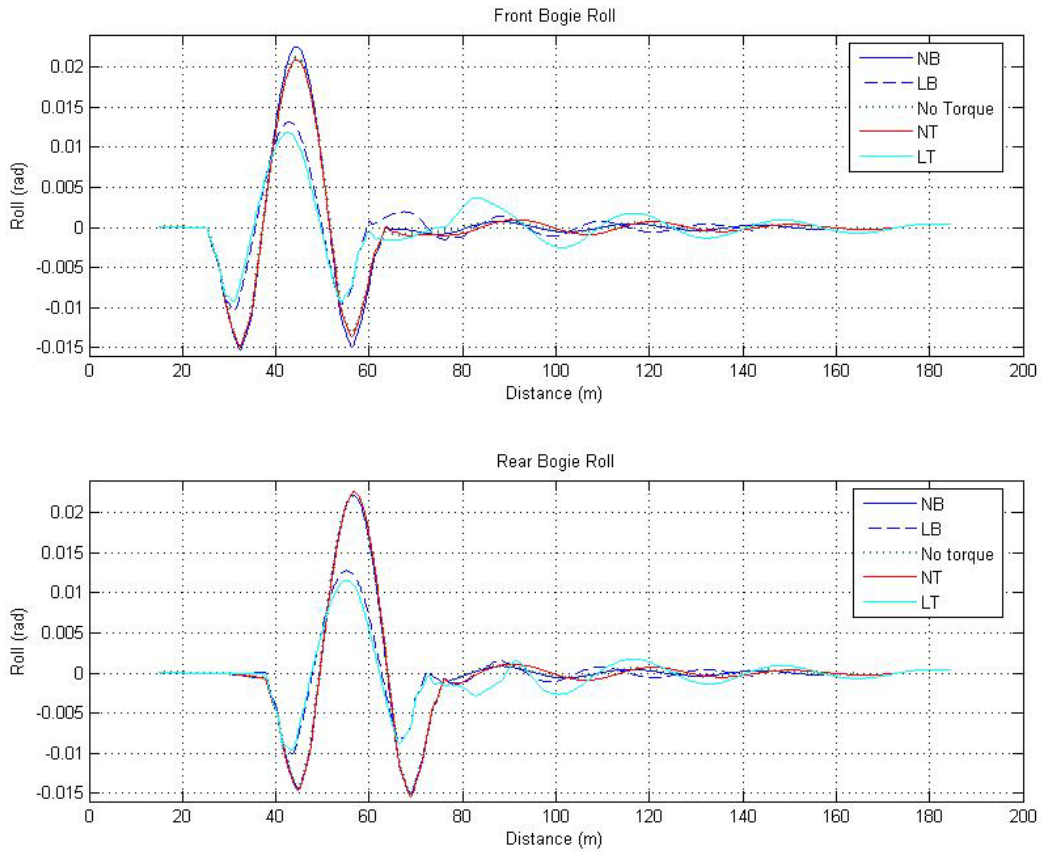 Front Bogie Roll
Roll (rad)
0.02
0.015
0.01
0.005
0
-0.005
-0.01
-0.015
NB
LB
No Torque
NT
LT
0 20 40 60 80 100 120 140 160 180 200
Distance (m)
Rear Bogie Roll
Roll (rad)
0.02
0.015
0.01
0.005
0
-0.005
-0.01
-0.015
NB
LB
No torque
NT
LT
0 20 40 60 80 100 120 140 160 180 200
Distance (m)